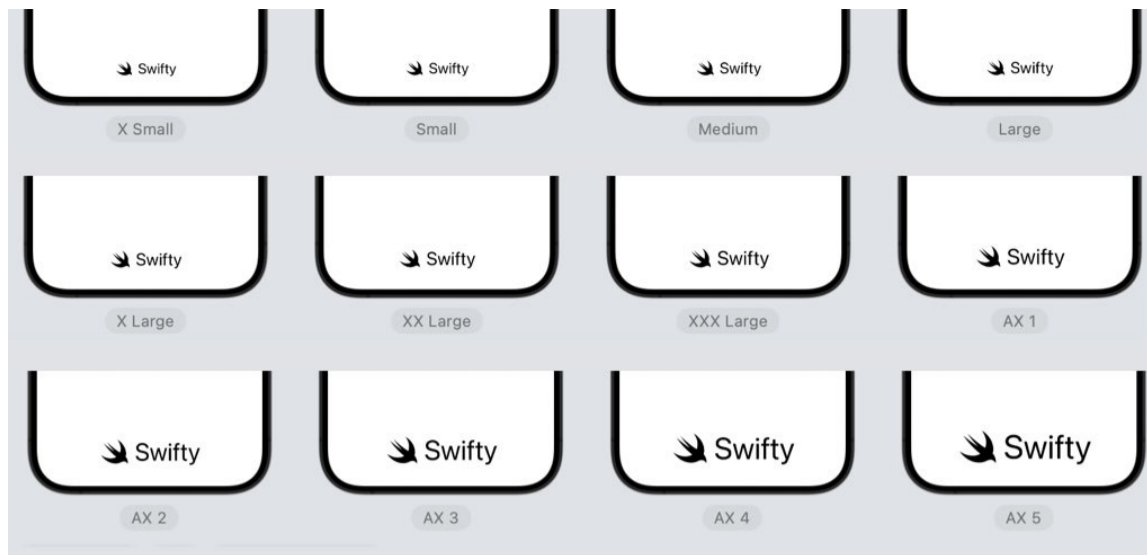 Swifty
Swifty
Swifty
Swifty
X Small
Small
Medium
Large
Swifty
Swifty
Swifty
Swifty
X Large
XX Large
XXX Large
AX 1
Swifty
Swifty
Swifty
Swifty
AX 2
AX 3
AX 4
AX 5